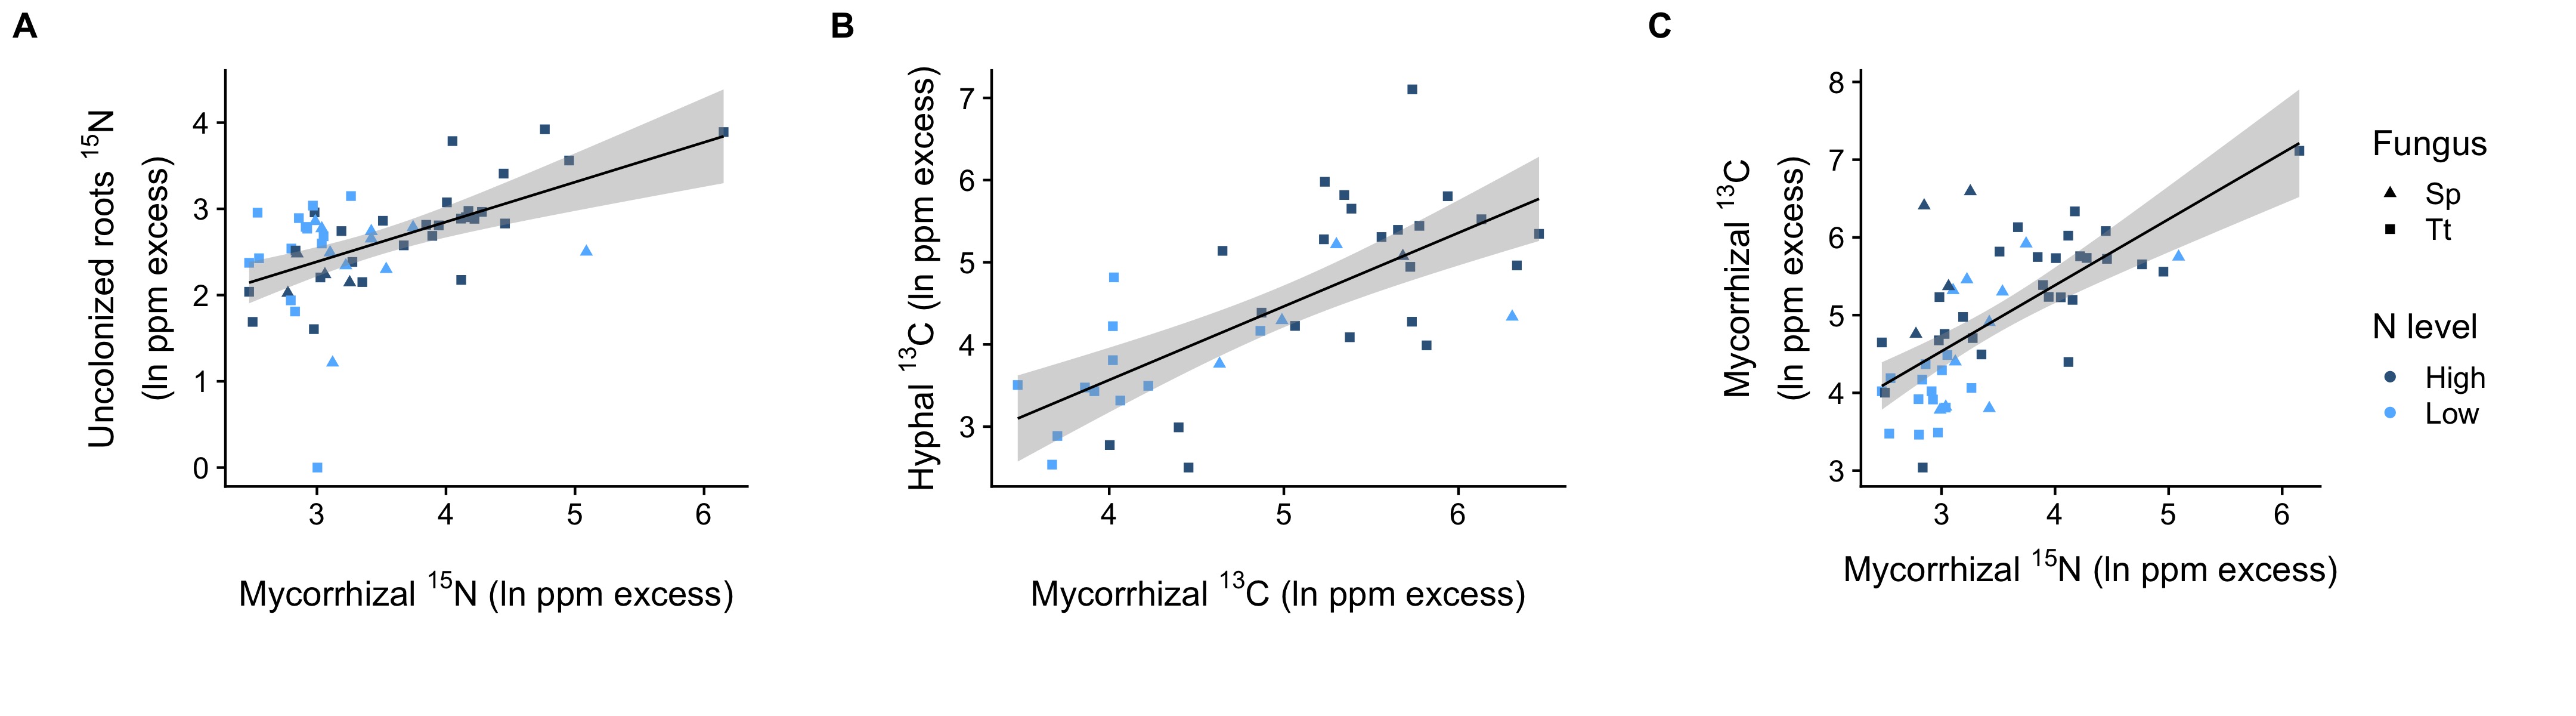 A
Uncolonized roots ¹⁵N
(ln ppm excess)
4
3
2
1
0
3 4 5 6
Mycorrhizal ¹⁵N (ln ppm excess)
B
Hyphal ¹³C (ln ppm excess)
7
6
5
4
3
4 5 6
Mycorrhizal ¹³C (ln ppm excess)
C
Mycorrhizal ¹³C
(ln ppm excess)
8
7
6
5
4
3
3 4 5 6
Mycorrhizal ¹⁵N (ln ppm excess)
Fungus
Sp
Tt
N level
High
Low